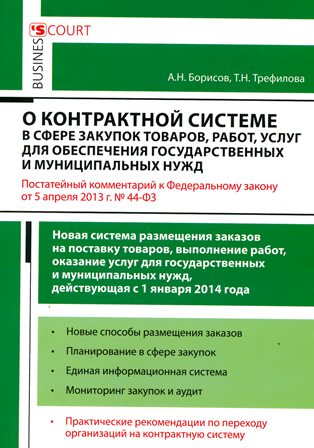 BUSINES'S COURT
А.Н. Борисов, Т.Н. Трефилова
О КОНТРАКТНОЙ СИСТЕМЕ
В СФЕРЕ ЗАКУПОК ТОВАРОВ, РАБОТ, УСЛУГ
ДЛЯ ОБЕСПЕЧЕНИЯ ГОСУДАРСТВЕННЫХ
И МУНИЦИПАЛЬНЫХ НУЖД
Постатейный комментарий к Федеральному закону
от 5 апреля 2013 г. № 44-ФЗ
Новая система размещения заказов
на поставку товаров, выполнение работ,
оказание услуг для государственных
и муниципальных нужд,
действующая с 1 января 2014 года
• Новые способы размещения заказов
• Планирование в сфере закупок
• Единая информационная система
• Мониторинг закупок и аудит
• Практические рекомендации по переходу
организаций на контрактную систему